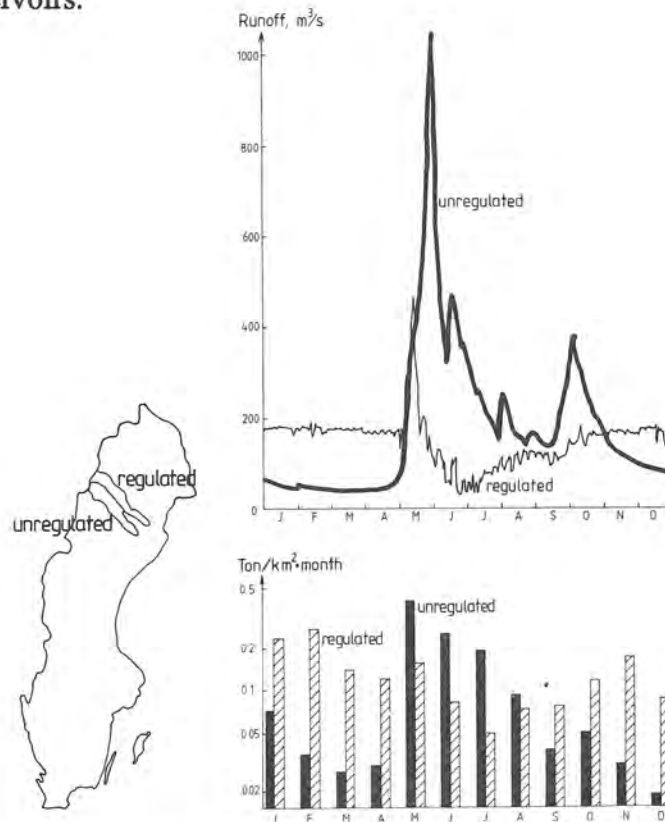 Runoff, m³/s
1000
800
600
400
200
0
unregulated
regulated
J F M A M J J A S O N D
regulated
unregulated
Ton/km²·month
0.5
0.2
0.1
0.05
0.02
unregulated
regulated
J F M A M J J A S O N D